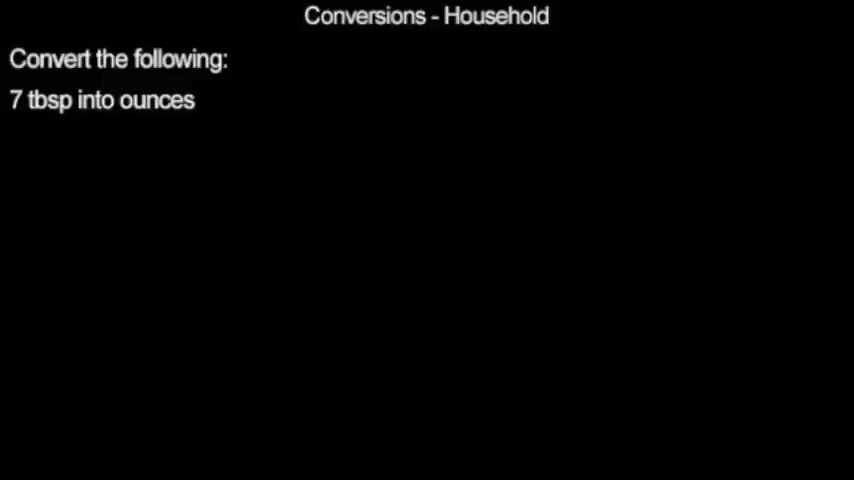 Conversions - Household
Convert the following:
7 tbsp into ounces